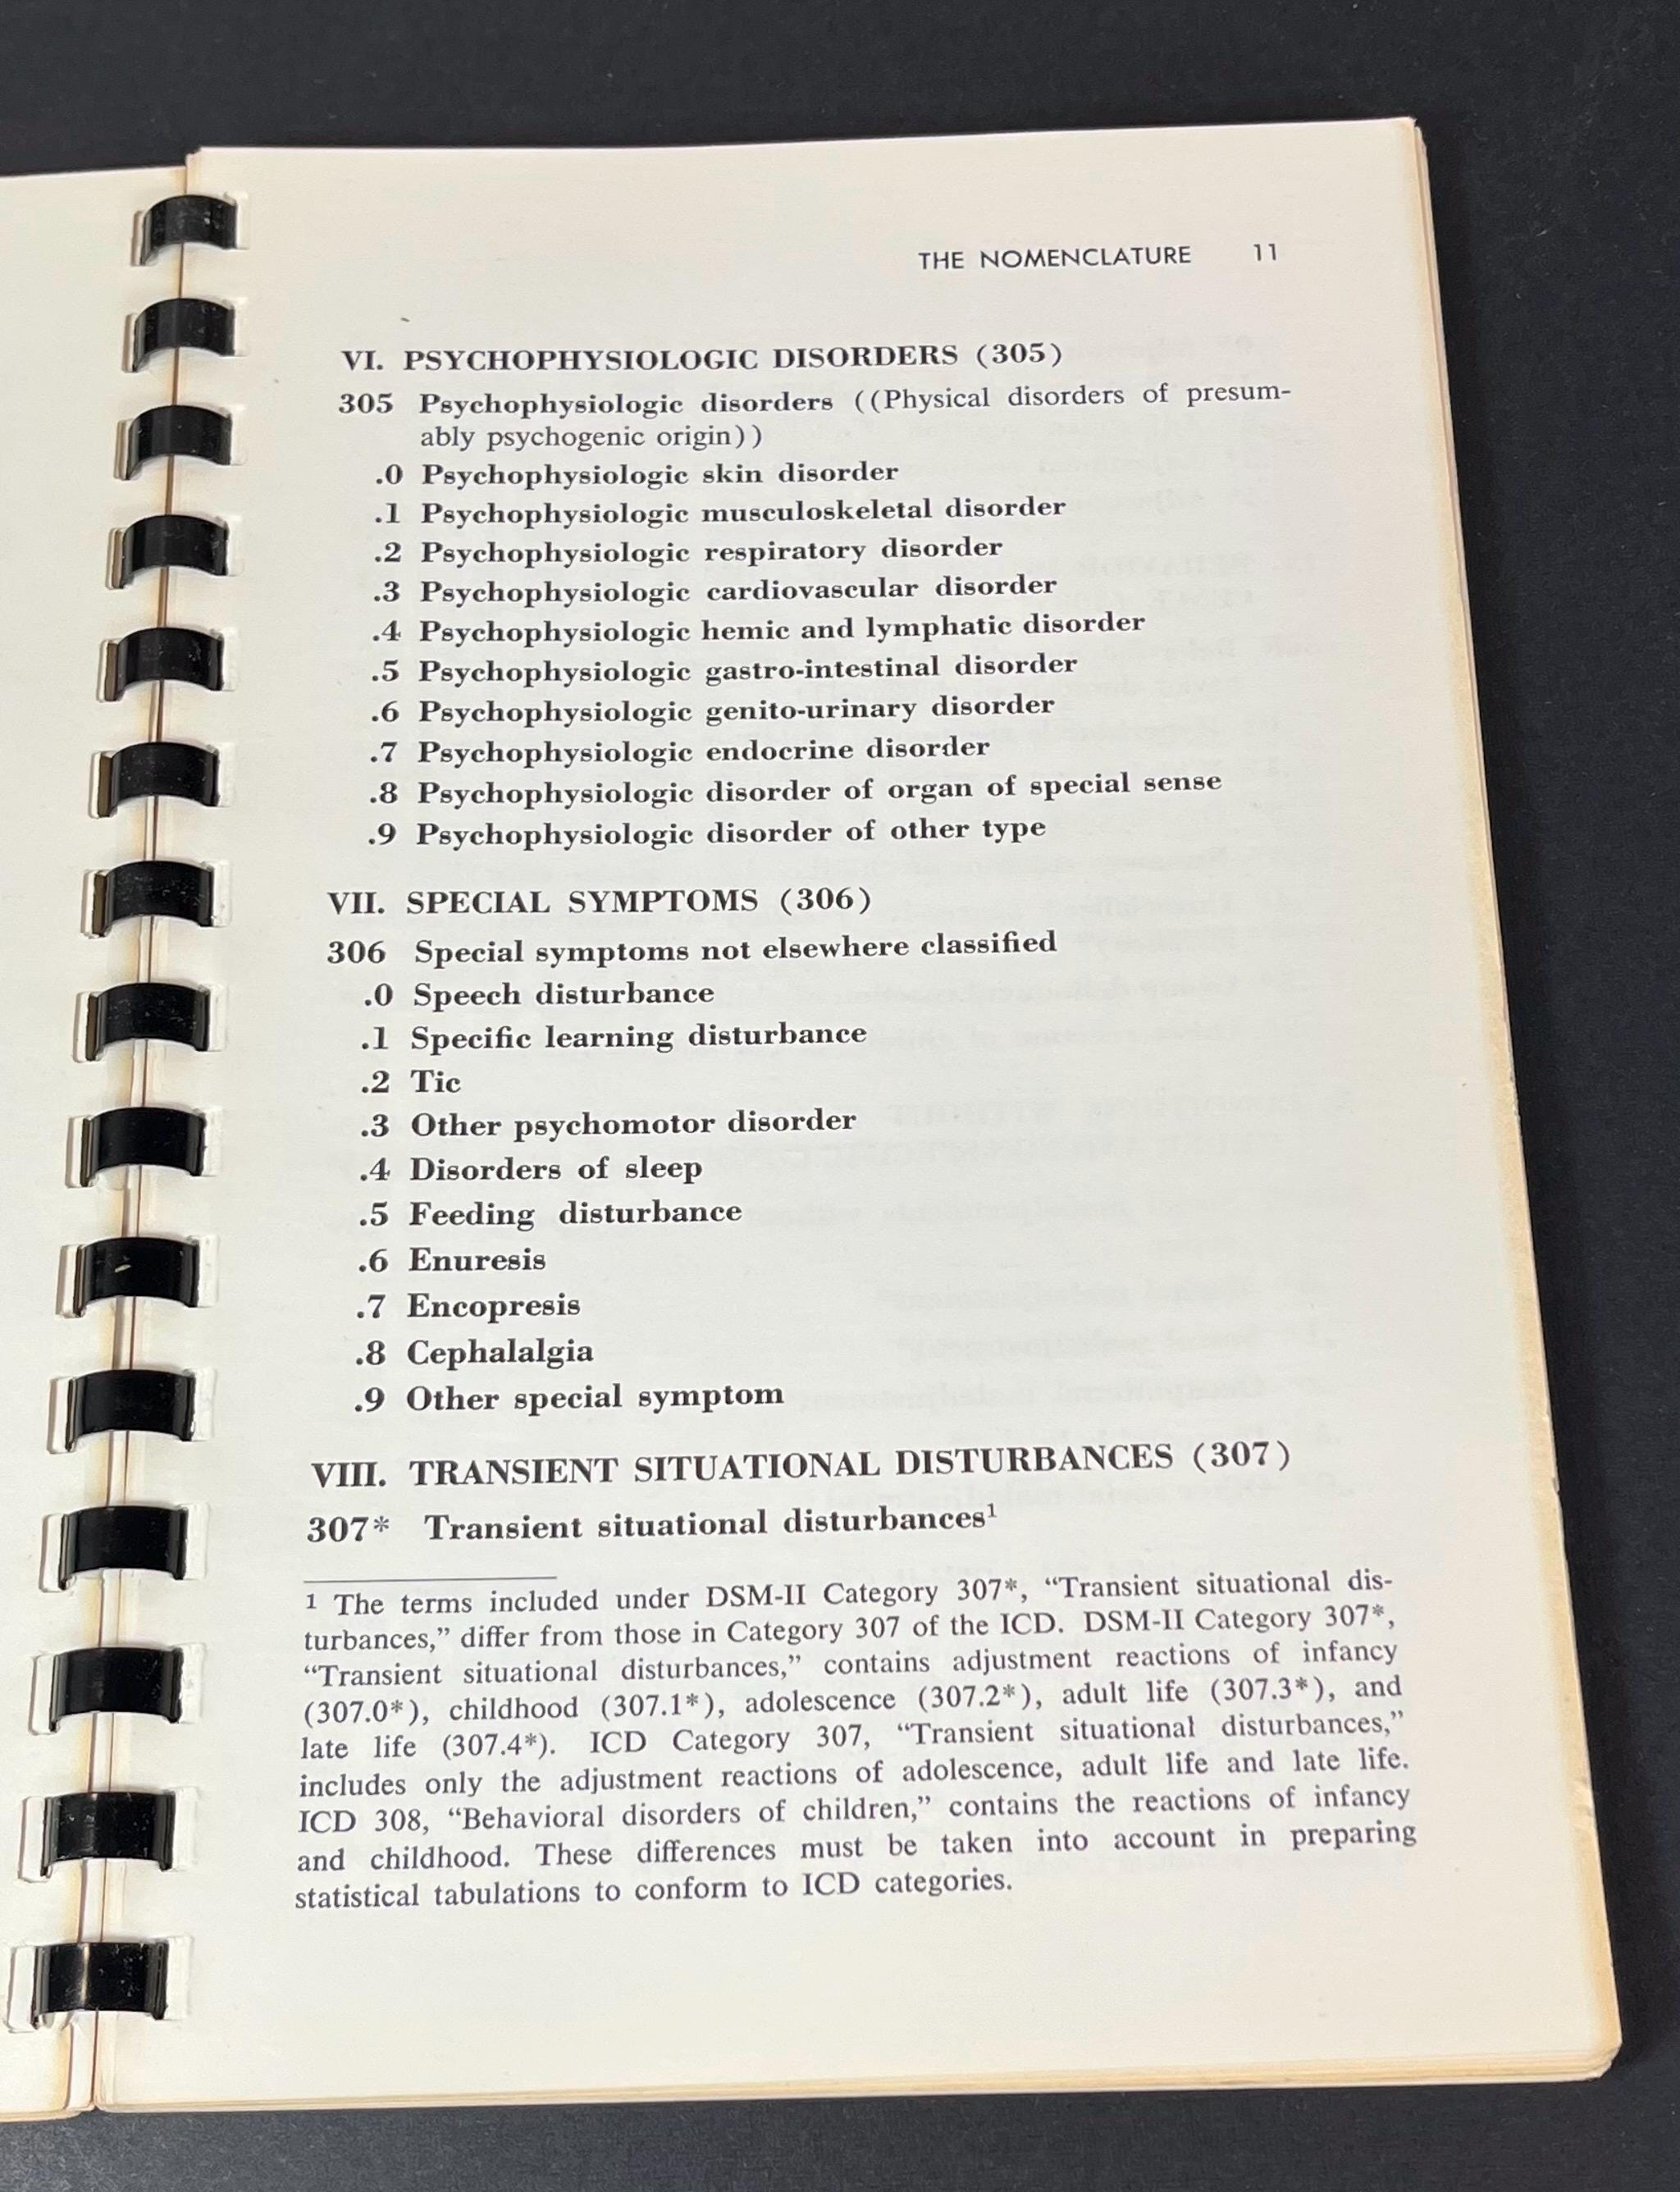 THE NOMENCLATURE 11
VI. PSYCHOPHYSIOLOGIC DISORDERS (305)
305 Psychophysiologic disorders ((Physical disorders of presum-
ably psychogenic origin))
.0 Psychophysiologic skin disorder
.1 Psychophysiologic musculoskeletal disorder
.2 Psychophysiologic respiratory disorder
.3 Psychophysiologic cardiovascular disorder
.4 Psychophysiologic hemic and lymphatic disorder
.5 Psychophysiologic gastro-intestinal disorder
.6 Psychophysiologic genito-urinary disorder
.7 Psychophysiologic endocrine disorder
.8 Psychophysiologic disorder of organ of special sense
.9 Psychophysiologic disorder of other type
VII. SPECIAL SYMPTOMS (306)
306 Special symptoms not elsewhere classified
.0 Speech disturbance
.1 Specific learning disturbance
.2 Tic
.3 Other psychomotor disorder
.4 Disorders of sleep
.5 Feeding disturbance
.6 Enuresis
.7 Encopresis
.8 Cephalalgia
.9 Other special symptom
VIII. TRANSIENT SITUATIONAL DISTURBANCES (307)
307* Transient situational disturbances¹
1 The terms included under DSM-II Category 307*, “Transient situational dis-
turbances,” differ from those in Category 307 of the ICD. DSM-II Category 307*,
“Transient situational disturbances,” contains adjustment reactions of infancy
(307.0*), childhood (307.1*), adolescence (307.2*), adult life (307.3*), and
late life (307.4*). ICD Category 307, “Transient situational disturbances,”
includes only the adjustment reactions of adolescence, adult life and late life.
ICD 308, “Behavioral disorders of children,” contains the reactions of infancy
and childhood. These differences must be taken into account in preparing
statistical tabulations to conform to ICD categories.